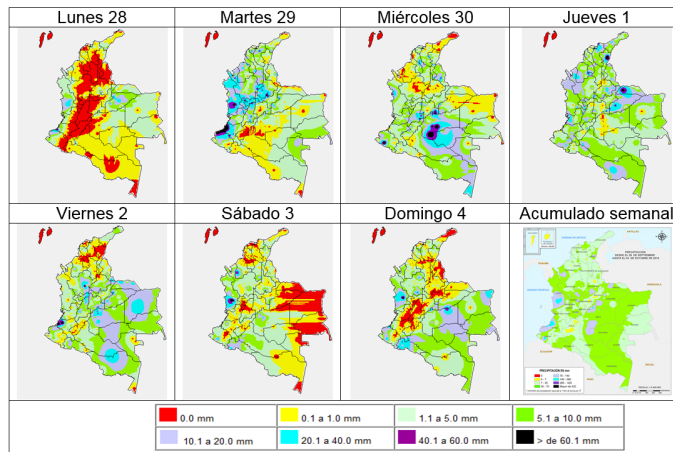 Lunes 28
Martes 29
Miércoles 30
Jueves 1
Viernes 2
Sábado 3
Domingo 4
Acumulado semanal
PRECIPITACIÓN
0.0 mm
0.1 a 1.0 mm
1.1 a 5.0 mm
5.1 a 10.0 mm
10.1 a 20.0 mm
20.1 a 40.0 mm
40.1 a 60.0 mm
> de 60.1 mm